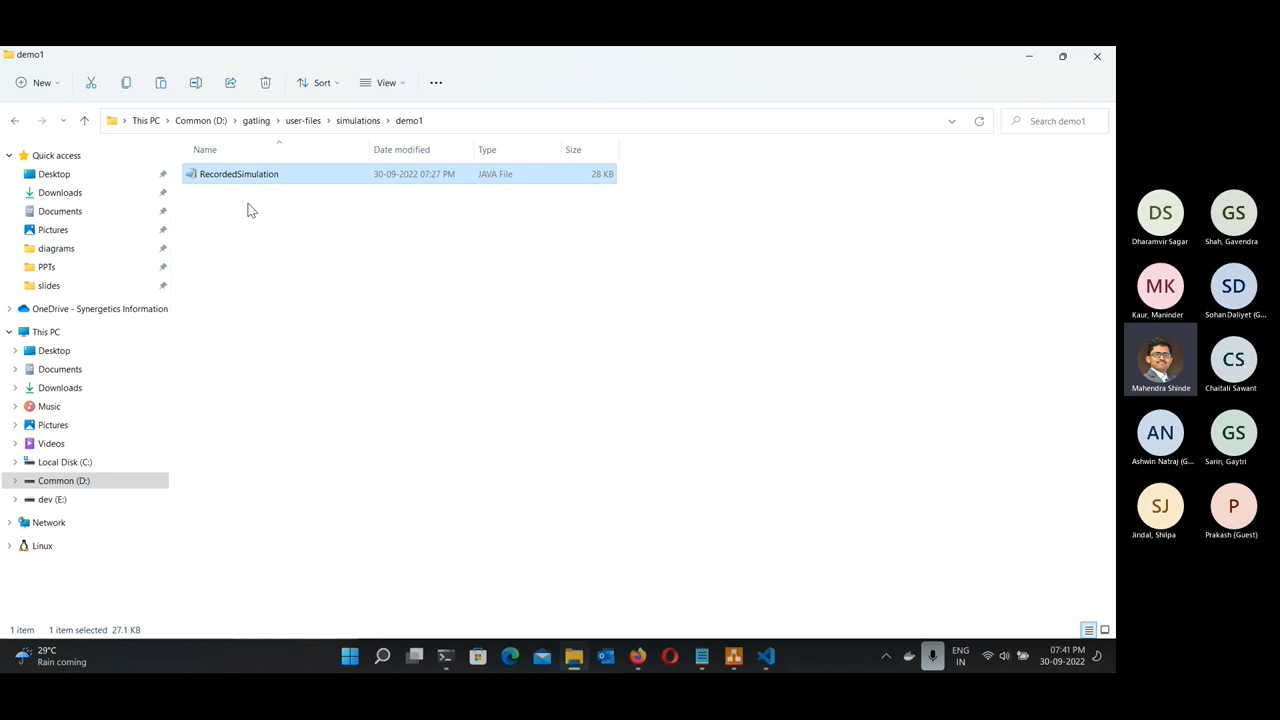 demo1
New
Sort
View
This PC
Common (D:)
gatling
user-files
simulations
demo1
Search demo1
Name
Date modified
Type
Size
RecordedSimulation
30-09-2022 07:27 PM
JAVA File
28 KB
Quick access
Desktop
Downloads
Documents
Pictures
diagrams
PPTs
slides
OneDrive - Synergetics Information
This PC
Desktop
Documents
Downloads
Music
Pictures
Videos
Local Disk (C:)
Common (D:)
dev (E:)
Network
Linux
1 item
1 item selected 27.1 KB
29°C
Rain coming
ENG
IN
07:41 PM
30-09-2022
DS
Dharamvir Sagar
GS
Shah, Gavendra
MK
Kaur, Maninder
SD
Sohan Daliyet (G...
Mahendra Shinde
CS
Chaitali Sawant
AN
Ashwin Natraj (G...
GS
Sarin, Gaytri
SJ
Jindal, Shilpa
P
Prakash (Guest)